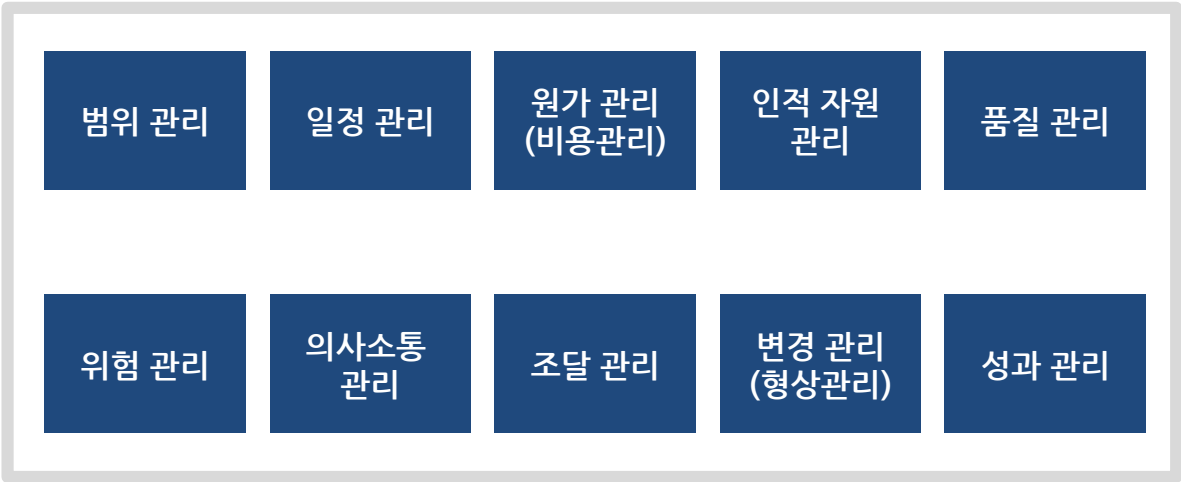 범위 관리
일정 관리
원가 관리
(비용관리)
인적 자원
관리
품질 관리
위험 관리
의사소통
관리
조달 관리
변경 관리
(형상관리)
성과 관리